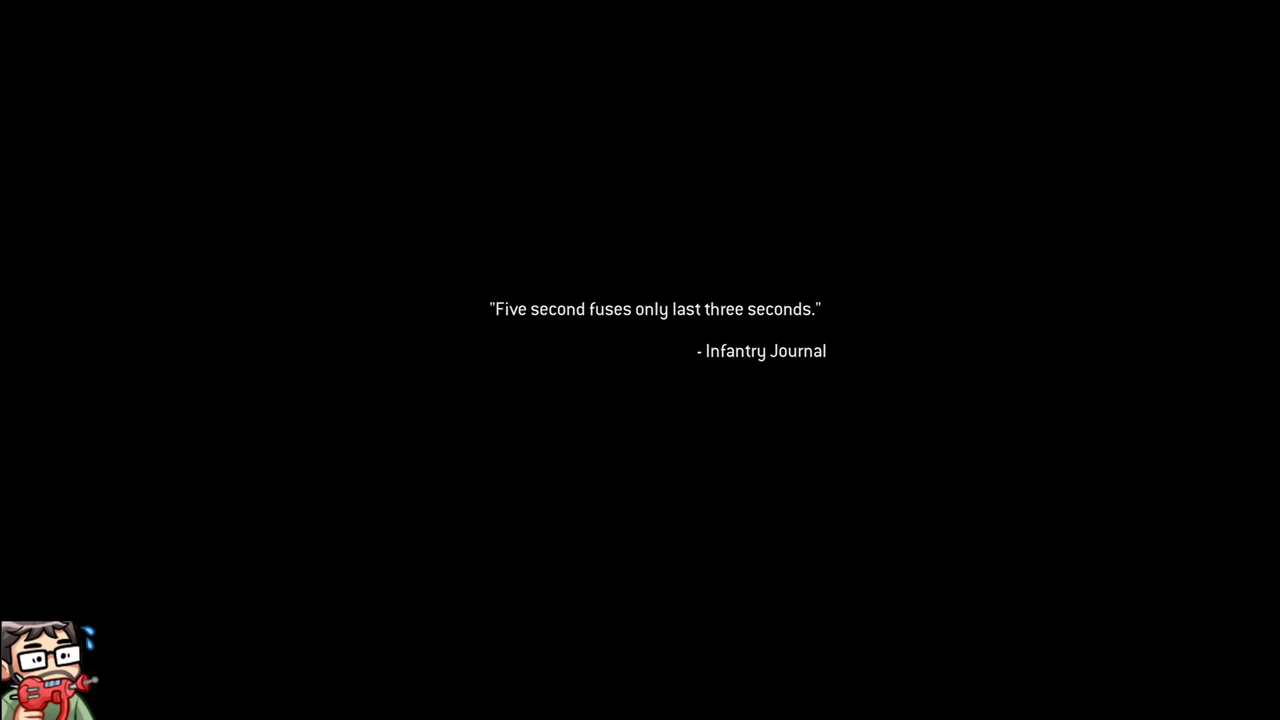 "Five second fuses only last three seconds."
- Infantry Journal